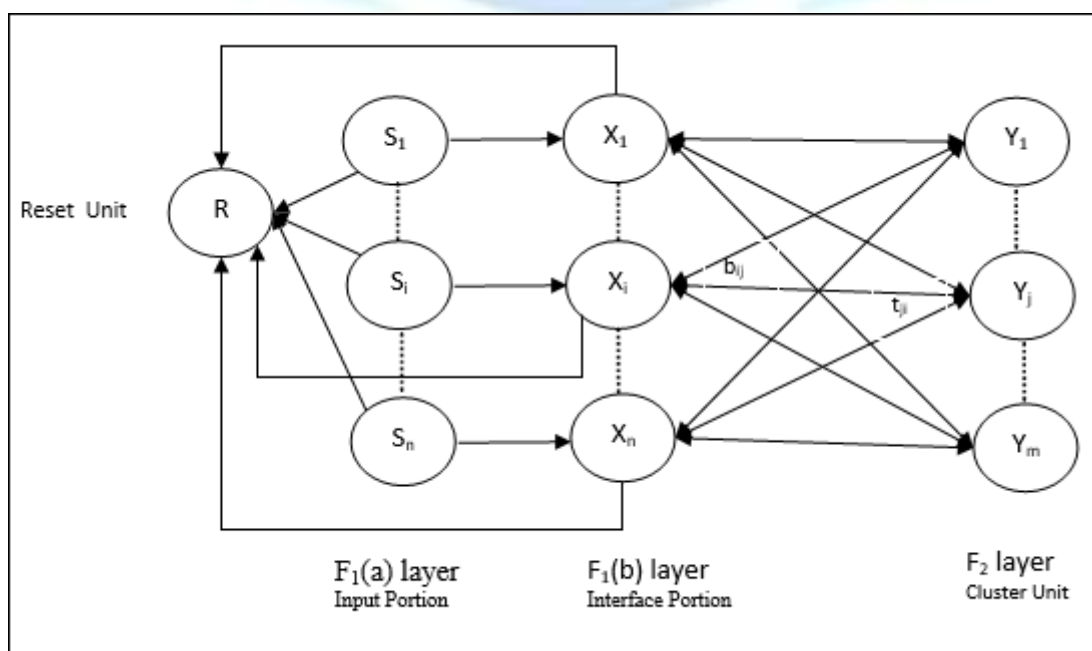 S₁
X₁
Y₁
Reset Unit
R
bᵢⱼ
Sᵢ
Xᵢ
Yⱼ
tⱼᵢ
Sₙ
Xₙ
Yₘ
F₁(a) layer
Input Portion
F₁(b) layer
Interface Portion
F₂ layer
Cluster Unit